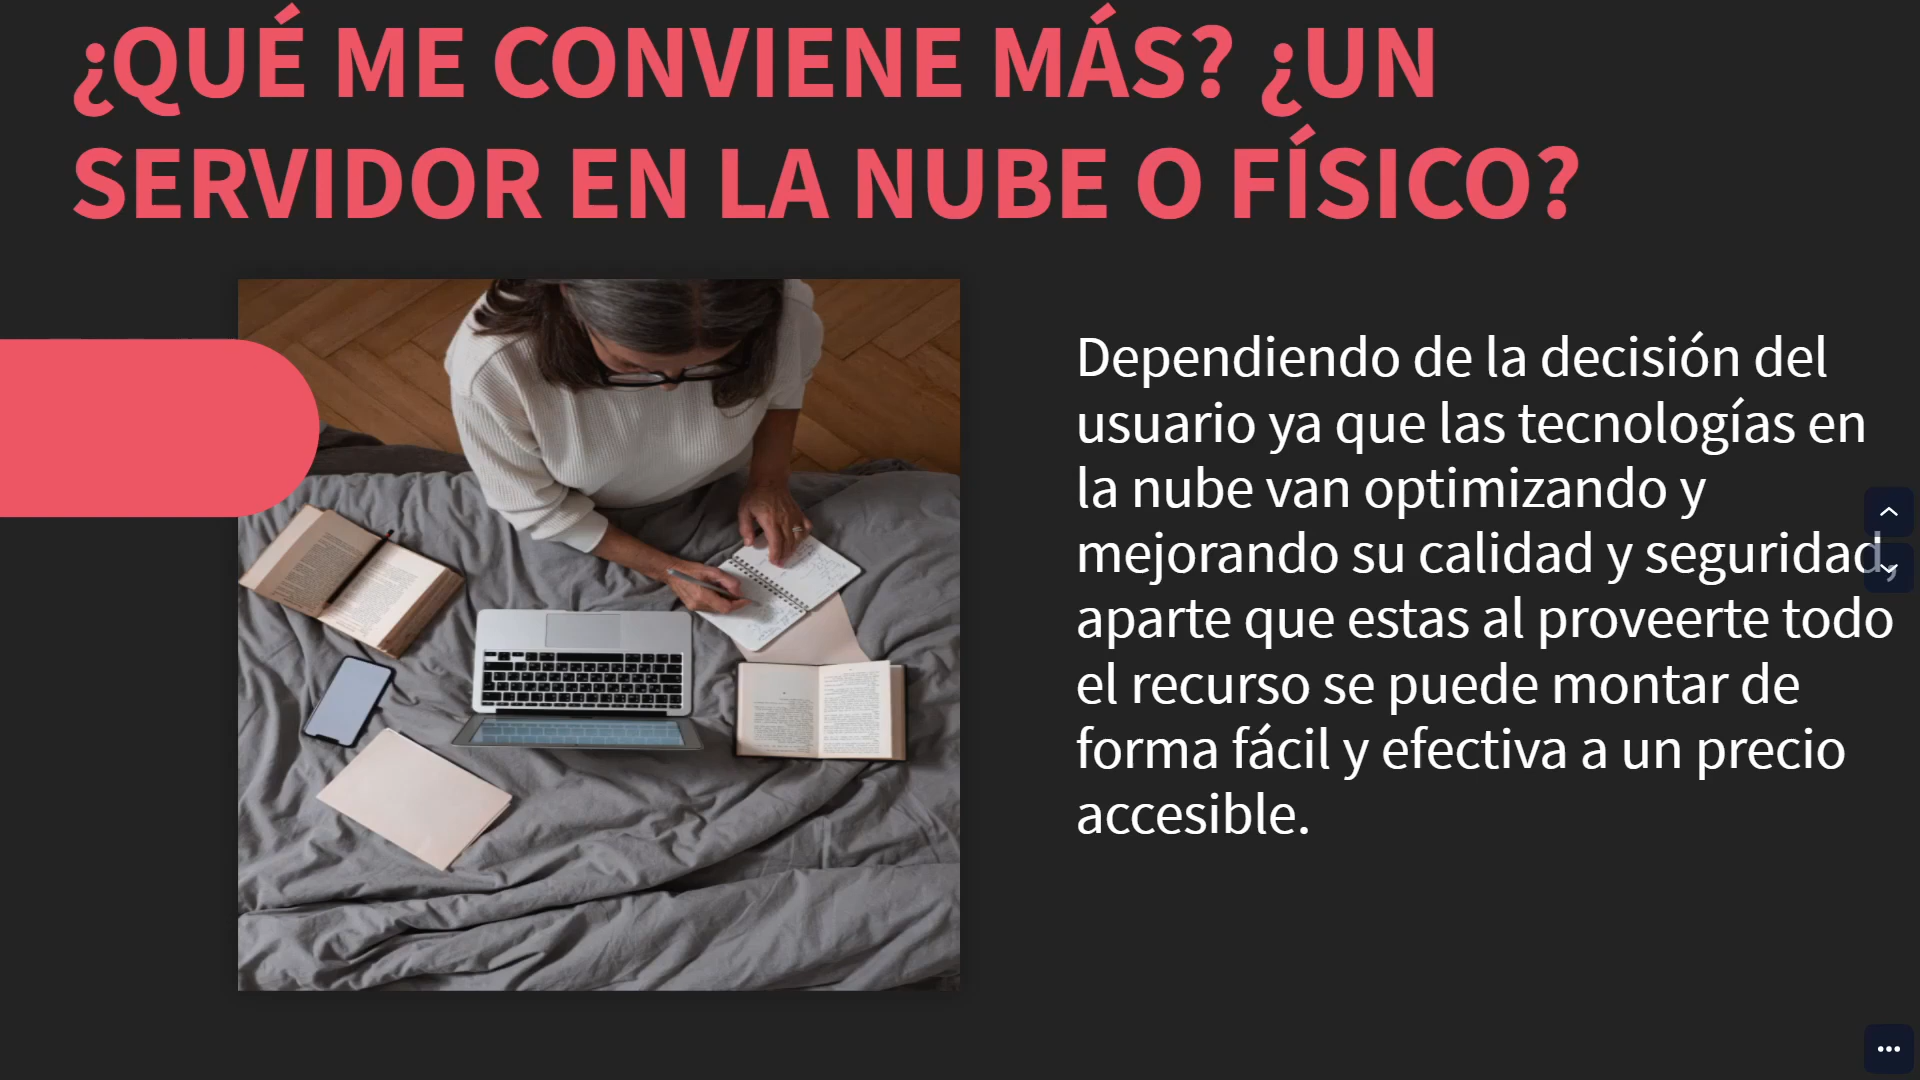 ¿QUÉ ME CONVIENE MÁS? ¿UN
SERVIDOR EN LA NUBE O FÍSICO?
Dependiendo de la decisión del
usuario ya que las tecnologías en
la nube van optimizando y
mejorando su calidad y seguridad,
aparte que estas al proveerte todo
el recurso se puede montar de
forma fácil y efectiva a un precio
accesible.